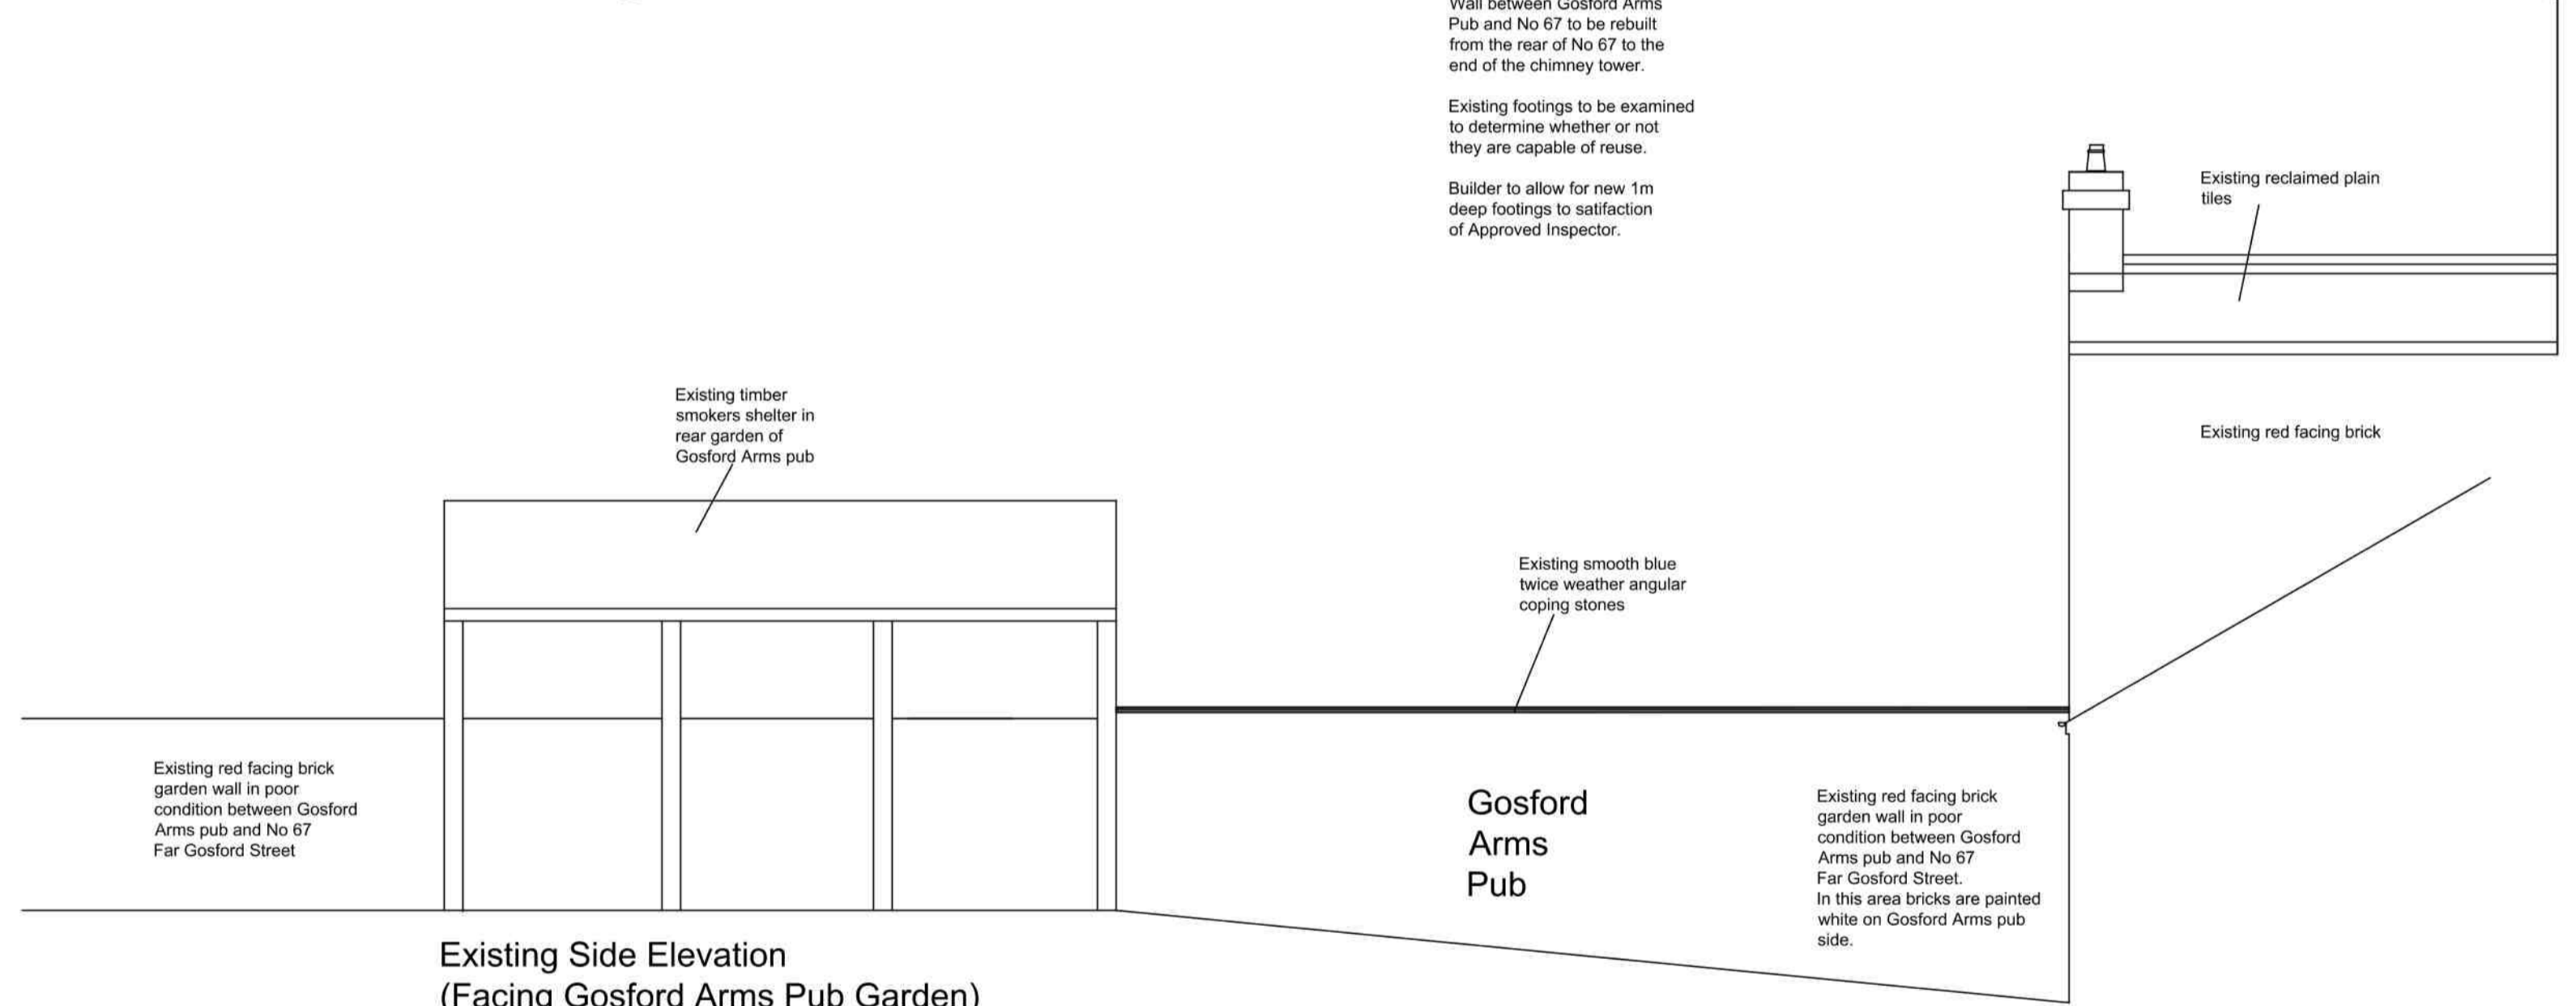 Wall between Gosford Arms
Pub and No 67 to be rebuilt
from the rear of No 67 to the
end of the chimney tower.
Existing footings to be examined
to determine whether or not
they are capable of reuse.
Builder to allow for new 1m
deep footings to satifaction
of Approved Inspector.
Existing reclaimed plain
tiles
Existing timber
smokers shelter in
rear garden of
Gosford Arms pub
Existing red facing brick
Existing smooth blue
twice weather angular
coping stones
Existing red facing brick
garden wall in poor
condition between Gosford
Arms pub and No 67
Far Gosford Street
Gosford
Arms
Pub
Existing red facing brick
garden wall in poor
condition between Gosford
Arms pub and No 67
Far Gosford Street.
In this area bricks are painted
white on Gosford Arms pub
side.
Existing Side Elevation
(Facing Gosford Arms Pub Garden)